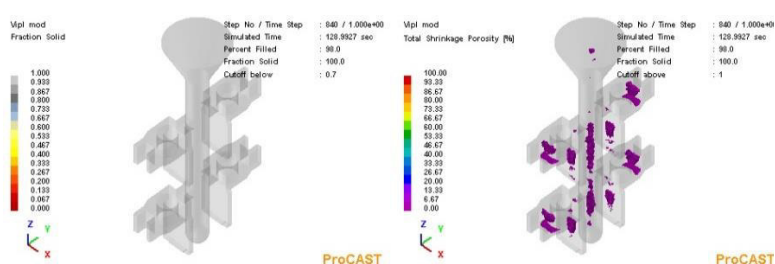 Vipl mod
Fraction Solid
Step No / Time Step : 840 / 1.000e+00
Simulated Time : 128.9927 sec
Percent Filled : 98.0
Fraction Solid : 100.0
Cutoff below : 0.7
1.000
0.933
0.867
0.800
0.733
0.667
0.600
0.533
0.467
0.400
0.333
0.267
0.200
0.133
0.067
0.000
Z
Y
X
ProCAST
Vipl mod
Total Shrinkage Porosity [%]
Step No / Time Step : 840 / 1.000e+00
Simulated Time : 128.9927 sec
Percent Filled : 98.0
Fraction Solid : 100.0
Cutoff above : 1
100.00
93.33
86.67
80.00
73.33
66.67
60.00
53.33
46.67
40.00
33.33
26.67
20.00
13.33
6.67
0.00
Z
Y
X
ProCAST